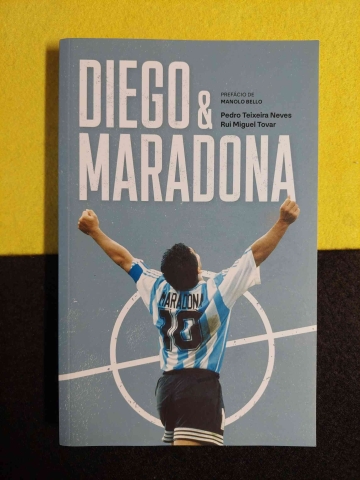 DIEGO &
MARADONA
PREFÁCIO DE
MANOLO BELLO
Pedro Teixeira Neves
Rui Miguel Tovar
MARADONA
10